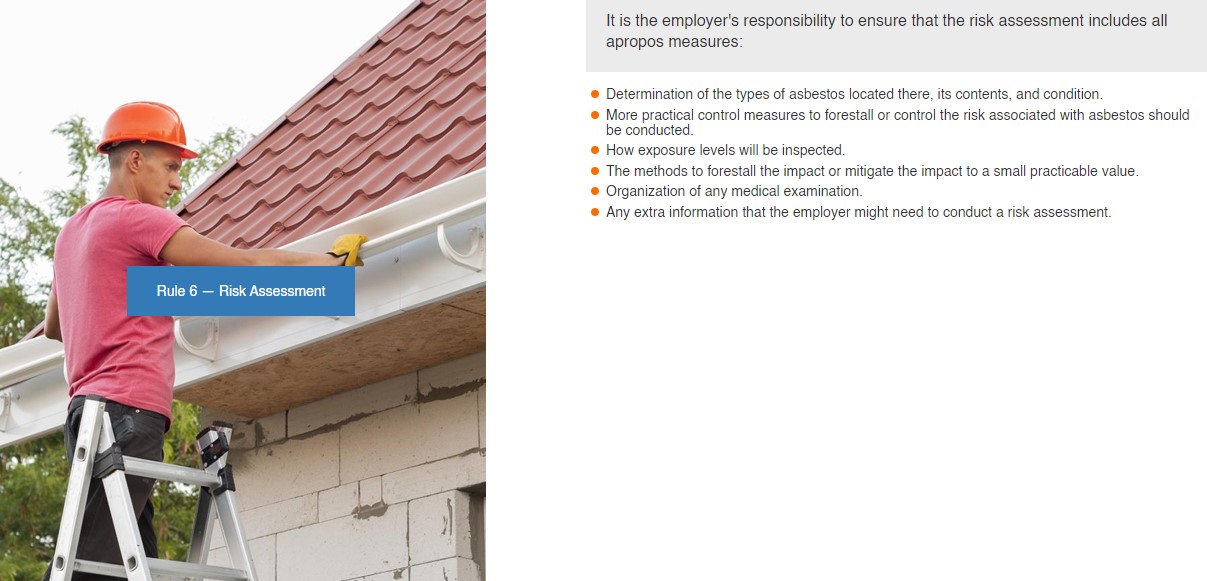 It is the employer's responsibility to ensure that the risk assessment includes all
apropos measures:
Determination of the types of asbestos located there, its contents, and condition.
More practical control measures to forestall or control the risk associated with asbestos should
be conducted.
How exposure levels will be inspected.
The methods to forestall the impact or mitigate the impact to a small practicable value.
Organization of any medical examination.
Any extra information that the employer might need to conduct a risk assessment.
Rule 6 — Risk Assessment